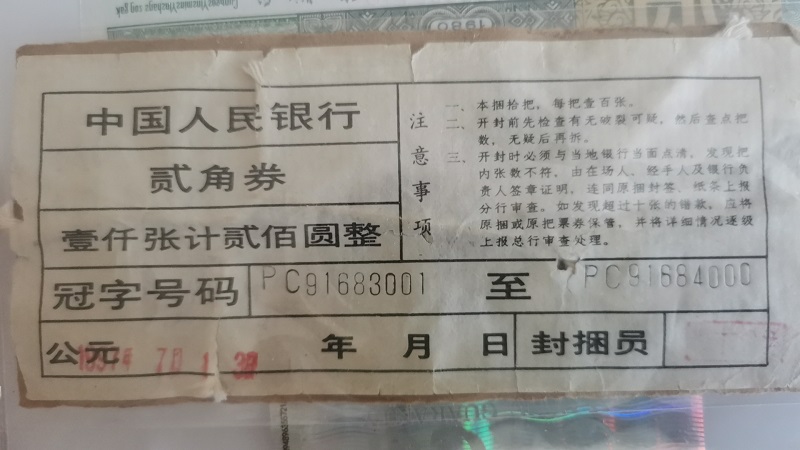 1980
中国人民银行
贰角券
壹仟张计贰佰圆整
注意事项
一、本捆拾把，每把壹百张。
二、开封前先检查有无破裂可疑，然后查点把
数，无疑后再拆。
三、开封时必须与当地银行当面点清，发现把
内张数不符，由在场人、经手人及银行负
责人签章证明，连同原捆封签、纸条上报
分行审查。如发现超过十张的错款，应将
原捆或原把票券保管，并将详细情况逐级
上报总行审查处理。
冠字号码 PC91683001 至 PC91684000
公元 年 月 日 封捆员